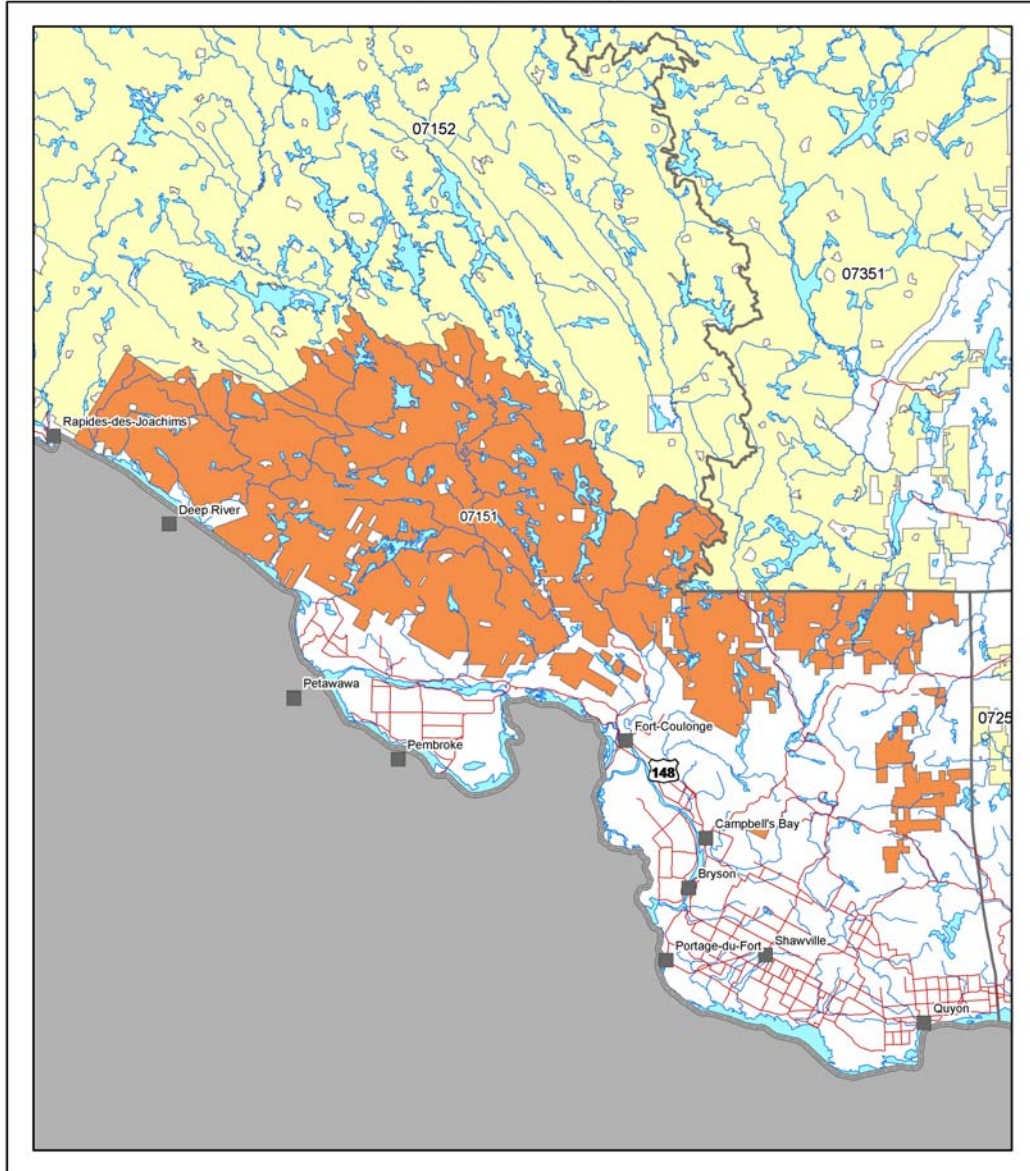 07152
07351
Rapides-des-Joachims
Deep River
07151
Petawawa
Pembroke
Fort-Coulonge
0725
148
Campbell's Bay
Bryson
Portage-du-Fort
Shawville
Quyon